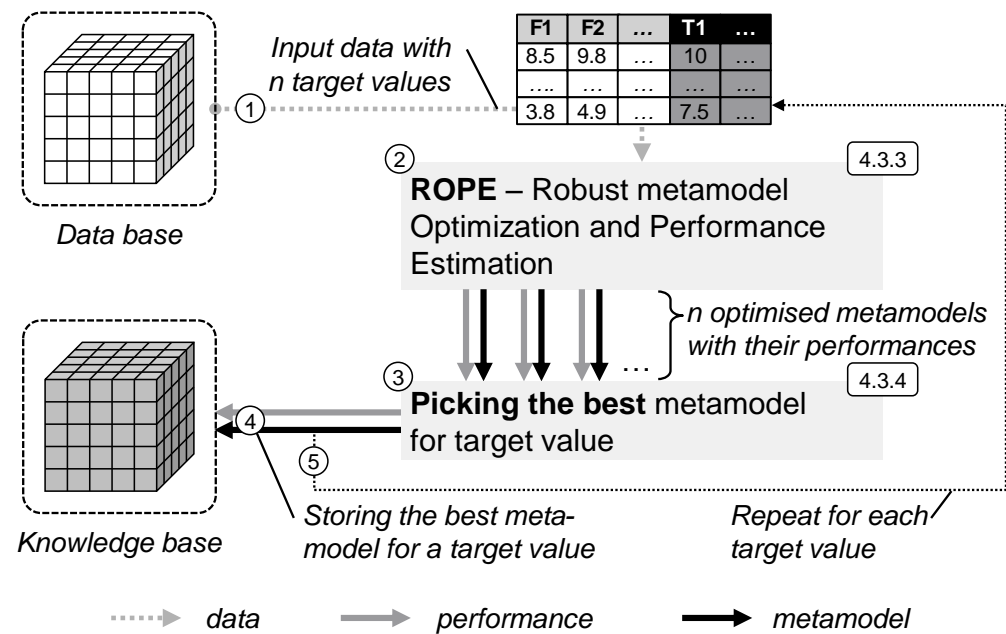 Input data with
n target values
F1 F2 ... T1 ...
8.5 9.8 ... 10 ...
.... ... ... ... ...
3.8 4.9 ... 7.5 ...
1
Data base
2
4.3.3
ROPE – Robust metamodel
Optimization and Performance
Estimation
n optimised metamodels
with their performances
...
3
4.3.4
Picking the best metamodel
for target value
4
5
Knowledge base
Storing the best meta-
model for a target value
Repeat for each
target value
data performance metamodel